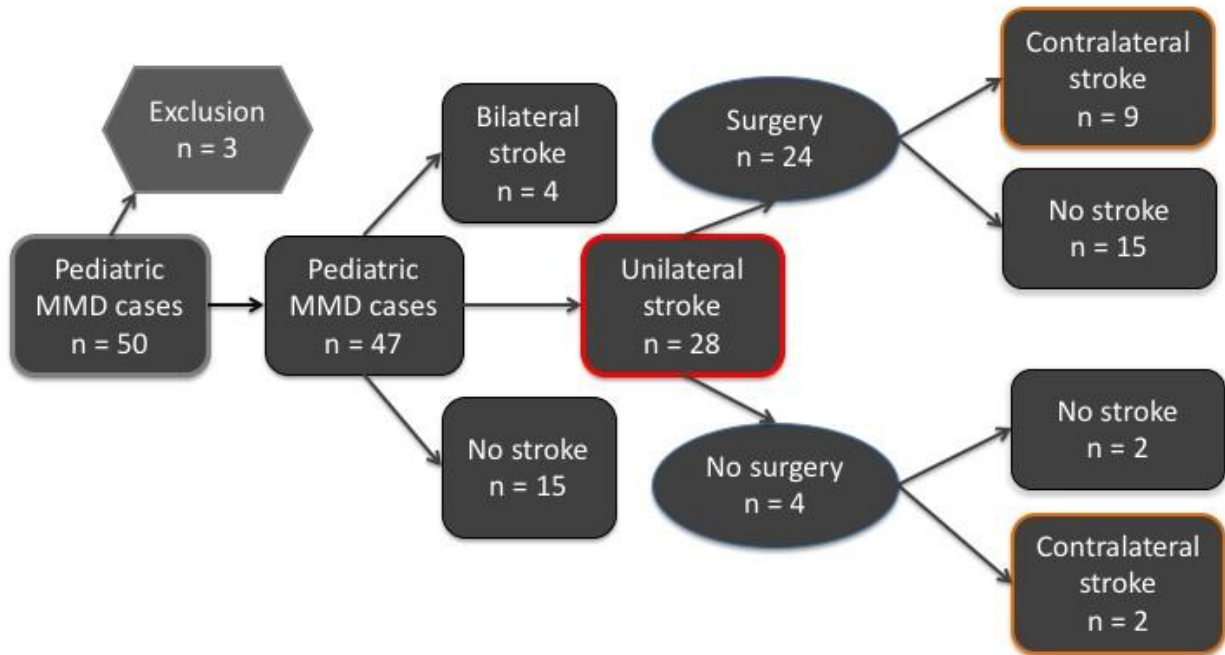 Exclusion
n = 3
Pediatric
MMD cases
n = 50
Pediatric
MMD cases
n = 47
Bilateral
stroke
n = 4
No stroke
n = 15
Unilateral
stroke
n = 28
Surgery
n = 24
No surgery
n = 4
Contralateral
stroke
n = 9
No stroke
n = 15
No stroke
n = 2
Contralateral
stroke
n = 2